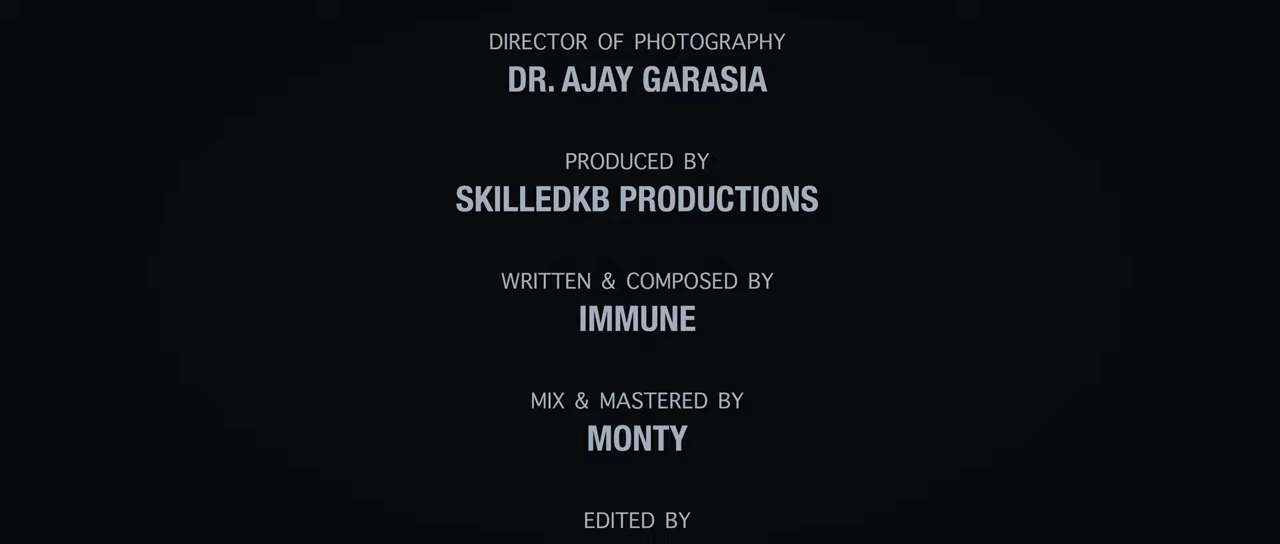 DIRECTOR OF PHOTOGRAPHY
DR. AJAY GARASIA
PRODUCED BY
SKILLEDKB PRODUCTIONS
WRITTEN & COMPOSED BY
IMMUNE
MIX & MASTERED BY
MONTY
EDITED BY